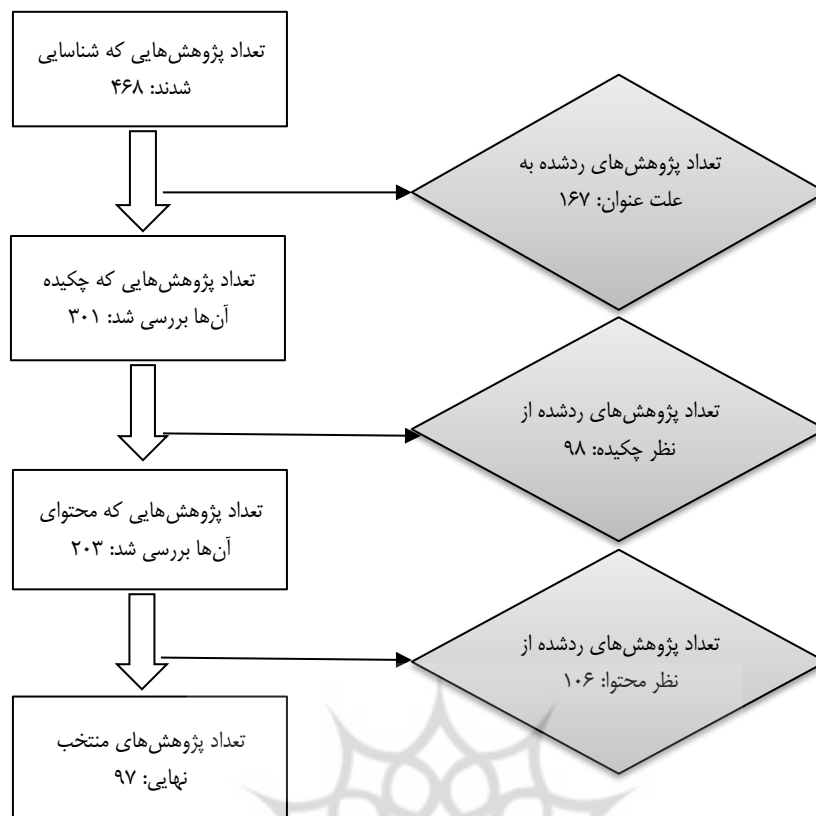 تعداد پژوهش‌هایی که شناسایی
شدند: ۴۶۸
تعداد پژوهش‌های ردشده به
علت عنوان: ۱۶۷
تعداد پژوهش‌هایی که چکیده
آن‌ها بررسی شد: ۳۰۱
تعداد پژوهش‌های ردشده از
نظر چکیده: ۹۸
تعداد پژوهش‌هایی که محتوای
آن‌ها بررسی شد: ۲۰۳
تعداد پژوهش‌های ردشده از
نظر محتوا: ۱۰۶
تعداد پژوهش‌های منتخب
نهایی: ۹۷